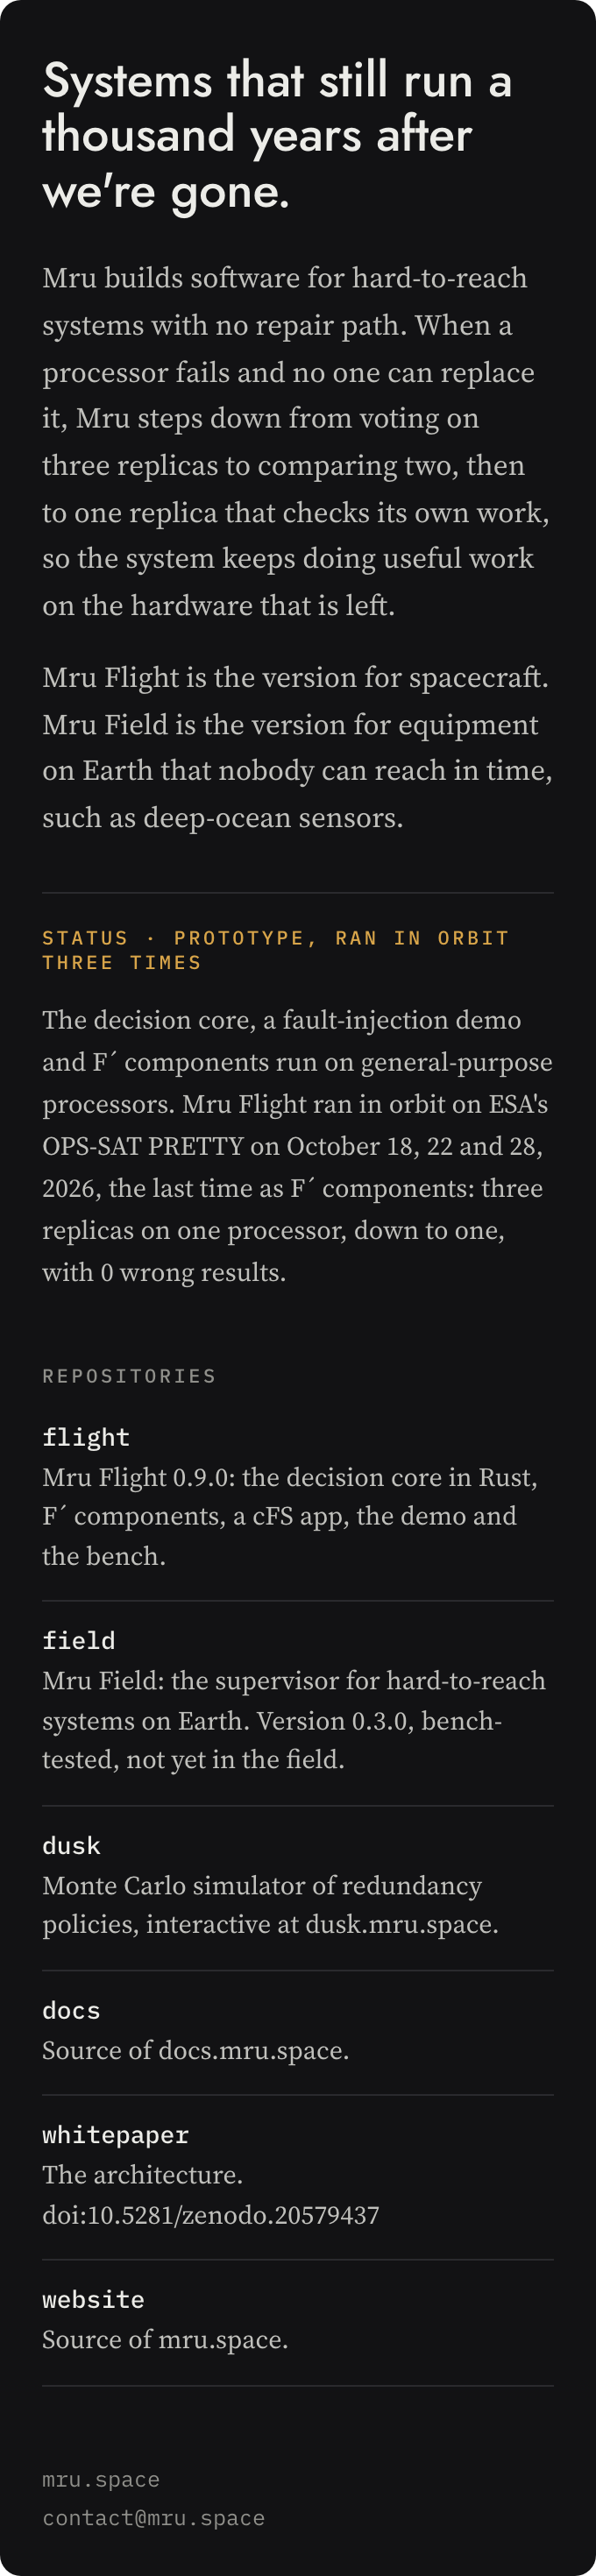 Systems that still run a
thousand years after
we're gone.
Mru builds software for hard-to-reach
systems with no repair path. When a
processor fails and no one can replace
it, Mru steps down from voting on
three replicas to comparing two, then
to one replica that checks its own work,
so the system keeps doing useful work
on the hardware that is left.
Mru Flight is the version for spacecraft.
Mru Field is the version for equipment
on Earth that nobody can reach in time,
such as deep-ocean sensors.
STATUS · PROTOTYPE, RAN IN ORBIT
THREE TIMES
The decision core, a fault-injection demo
and F´ components run on general-purpose
processors. Mru Flight ran in orbit on ESA's
OPS-SAT PRETTY on October 18, 22 and 28,
2026, the last time as F´ components: three
replicas on one processor, down to one,
with 0 wrong results.
REPOSITORIES
flight
Mru Flight 0.9.0: the decision core in Rust,
F´ components, a cFS app, the demo and
the bench.
field
Mru Field: the supervisor for hard-to-reach
systems on Earth. Version 0.3.0, bench-
tested, not yet in the field.
dusk
Monte Carlo simulator of redundancy
policies, interactive at dusk.mru.space.
docs
Source of docs.mru.space.
whitepaper
The architecture.
doi:10.5281/zenodo.20579437
website
Source of mru.space.
mru.space
contact@mru.space